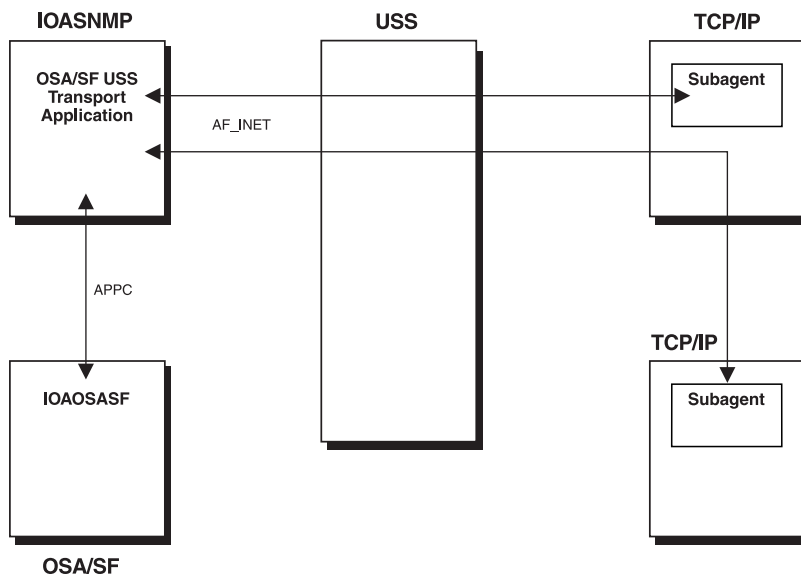 IOASNMP
USS
TCP/IP
OSA/SF USS
Transport
Application
Subagent
AF_INET
APPC
TCP/IP
IOAOSASF
Subagent
OSA/SF